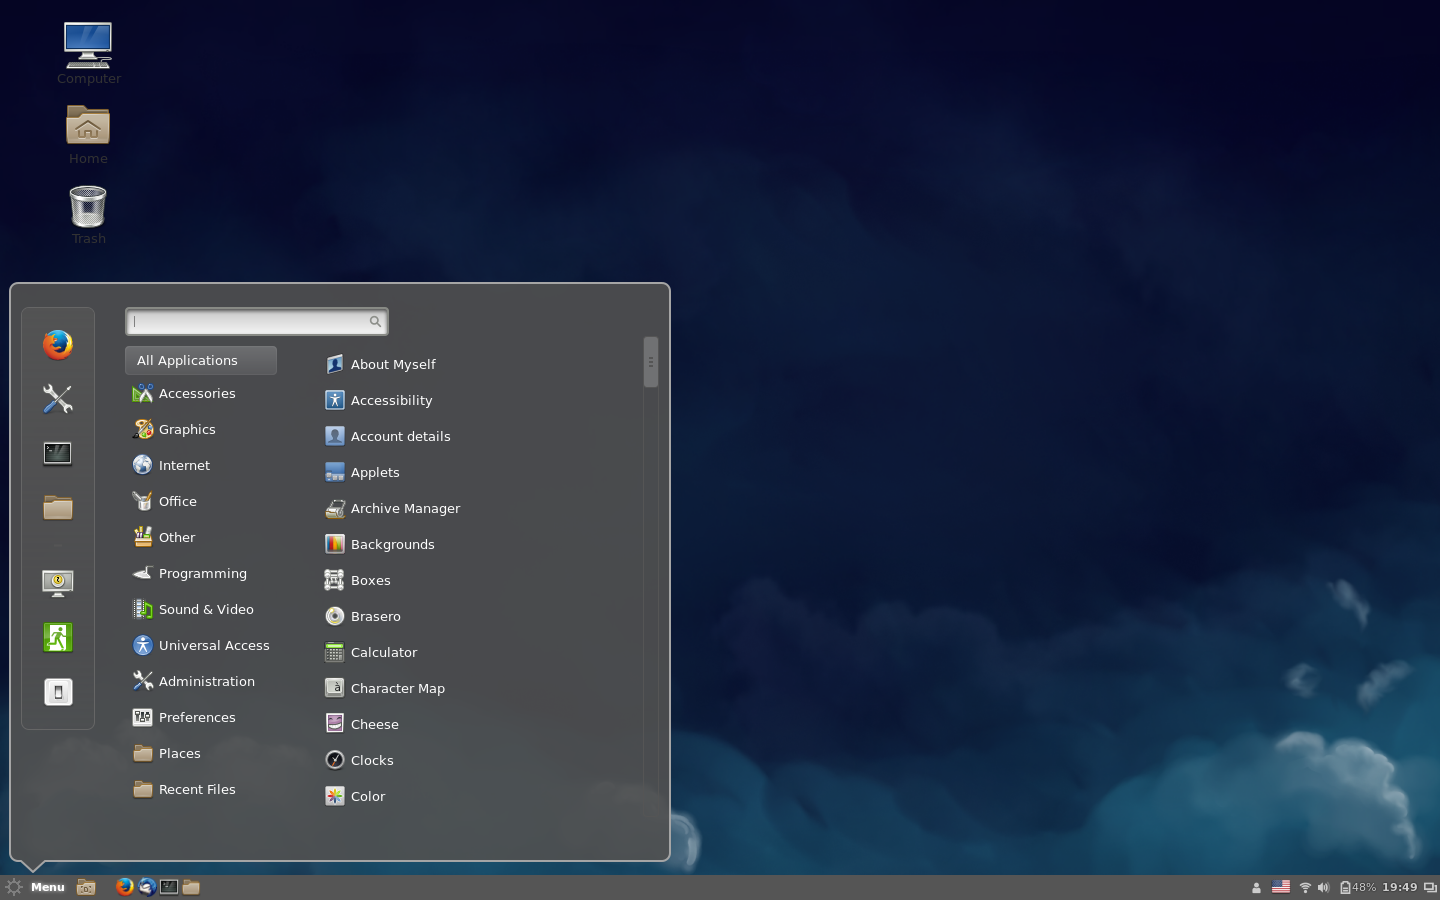 Computer
Home
Trash
All Applications
Accessories
Graphics
Internet
Office
Other
Programming
Sound & Video
Universal Access
Administration
Preferences
Places
Recent Files
About Myself
Accessibility
Account details
Applets
Archive Manager
Backgrounds
Boxes
Brasero
Calculator
Character Map
Cheese
Clocks
Color
Menu
48% 19:49